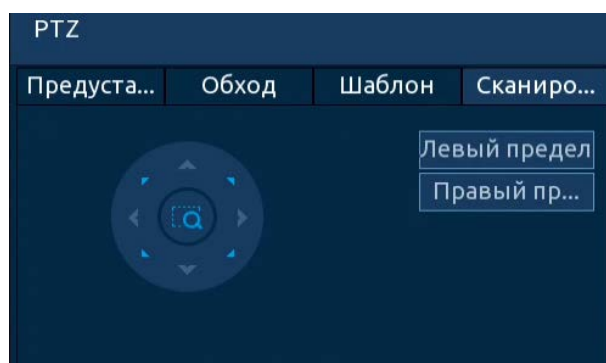 PTZ
Предуста... Обход Шаблон Сканиро...
Левый предел
Правый пр...